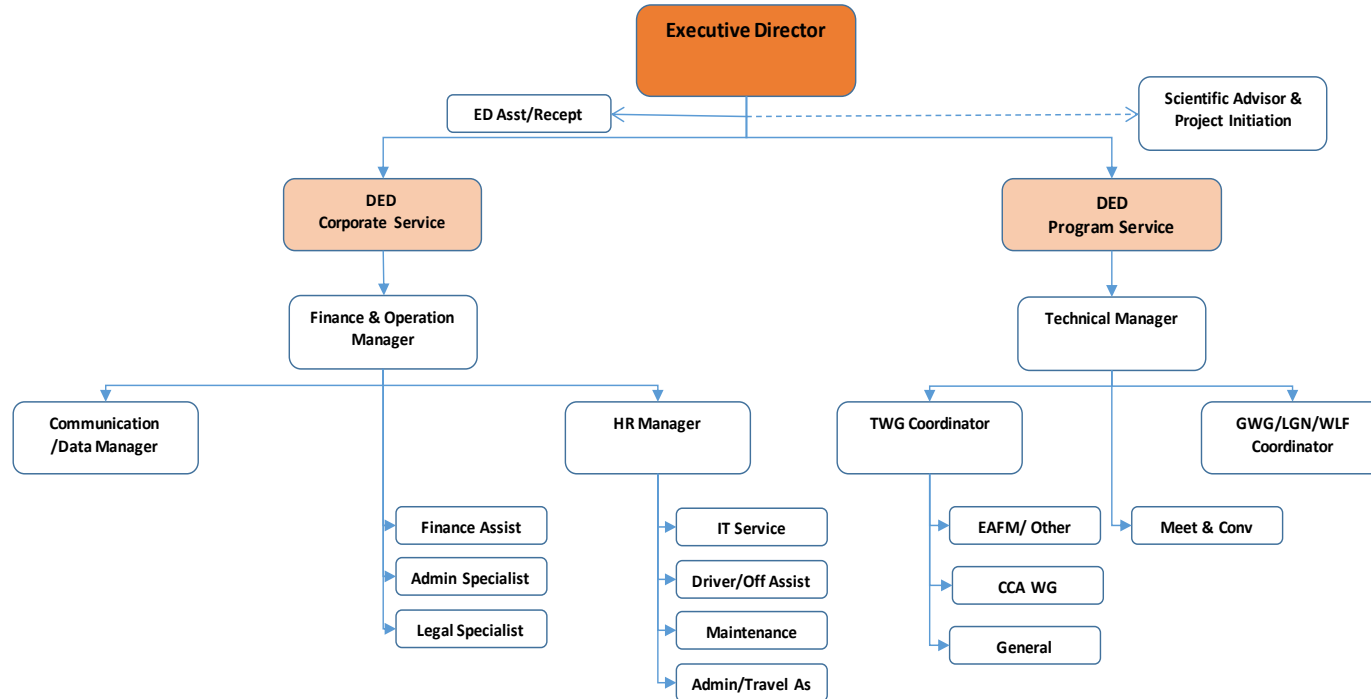 Executive Director
ED Asst/Recept
Scientific Advisor &
Project Initiation
DED
Corporate Service
DED
Program Service
Finance & Operation
Manager
Technical Manager
Communication
/Data Manager
HR Manager
TWG Coordinator
GWG/LGN/WLF
Coordinator
Finance Assist
Admin Specialist
Legal Specialist
IT Service
Driver/Off Assist
Maintenance
Admin/Travel As
EAFM/ Other
CCA WG
General
Meet & Conv